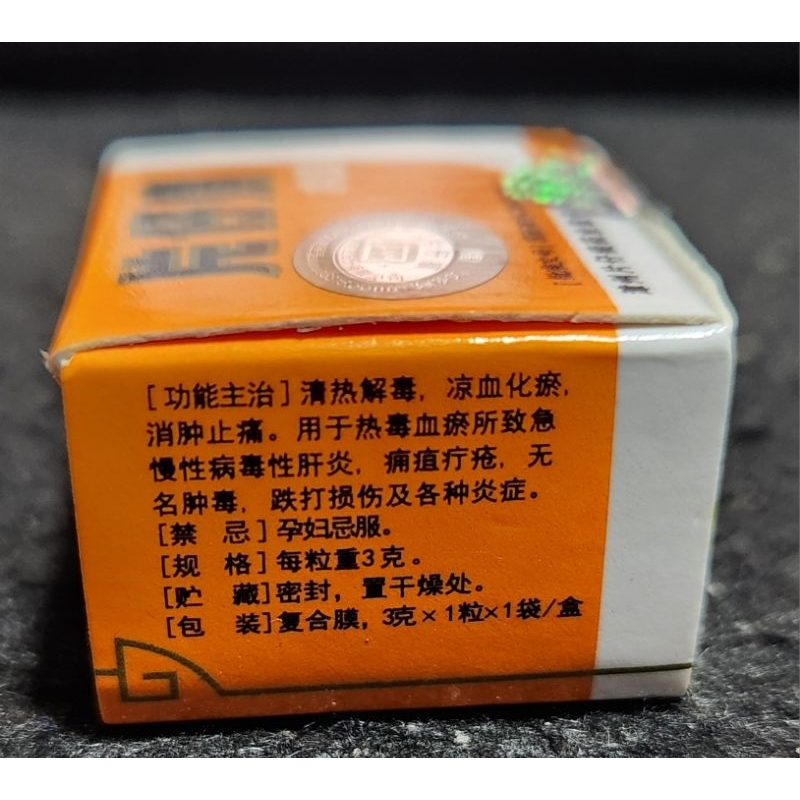 片仔癀
[功能主治]清热解毒，凉血化瘀，
消肿止痛。用于热毒血瘀所致急
慢性病毒性肝炎，痈疽疔疮，无
名肿毒，跌打损伤及各种炎症。
[禁 忌]孕妇忌服。
[规 格]每粒重3克。
[贮 藏]密封，置干燥处。
[包 装]复合膜，3克×1粒×1袋/盒